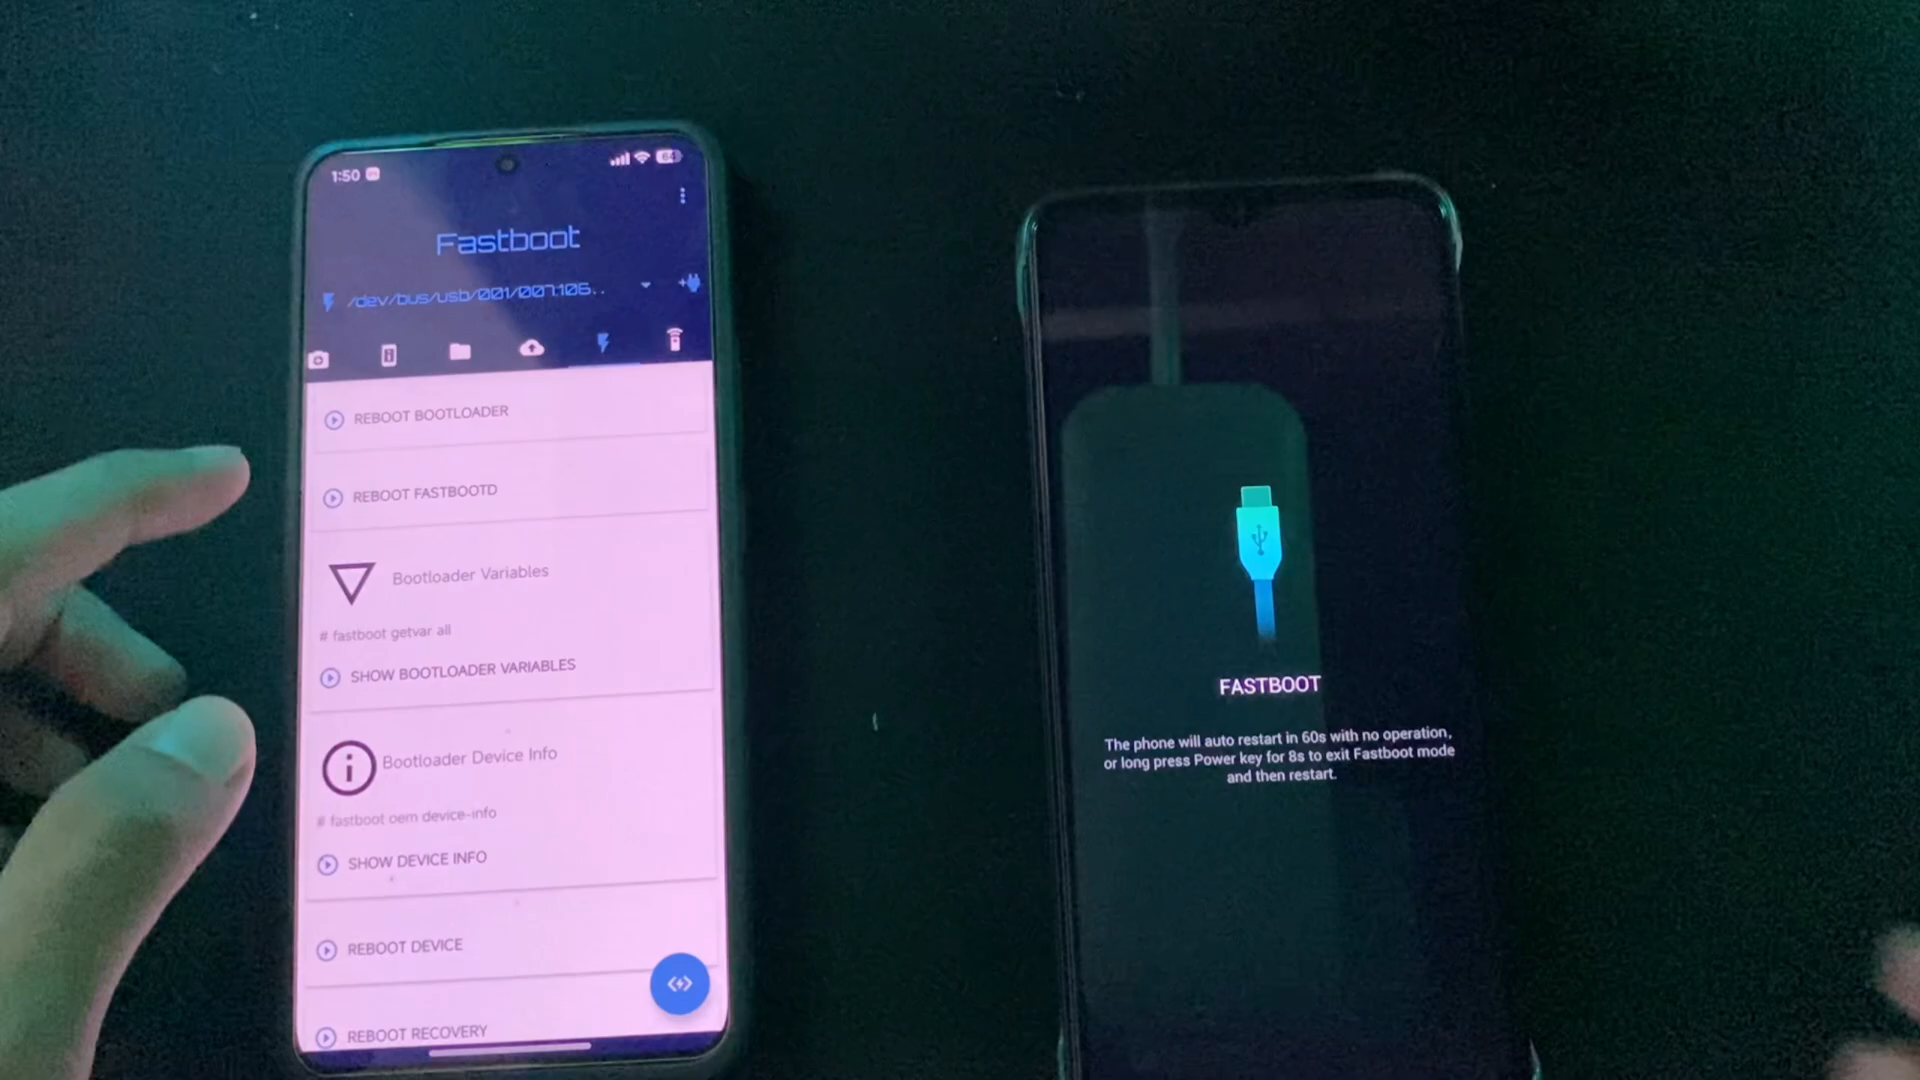 1:50
64
Fastboot
/dev/bus/usb/001/007:106..
REBOOT BOOTLOADER
REBOOT FASTBOOTD
Bootloader Variables
# fastboot getvar all
SHOW BOOTLOADER VARIABLES
Bootloader Device Info
# fastboot oem device-info
SHOW DEVICE INFO
REBOOT DEVICE
REBOOT RECOVERY
FASTBOOT
The phone will auto restart in 60s with no operation,
or long press Power key for 8s to exit Fastboot mode
and then restart.